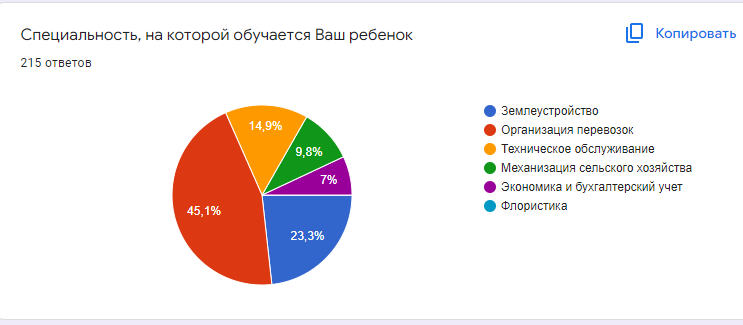 Специальность, на которой обучается Ваш ребенок
Копировать
215 ответов
14,9%
9,8%
7%
45,1%
23,3%
Землеустройство
Организация перевозок
Техническое обслуживание
Механизация сельского хозяйства
Экономика и бухгалтерский учет
Флористика